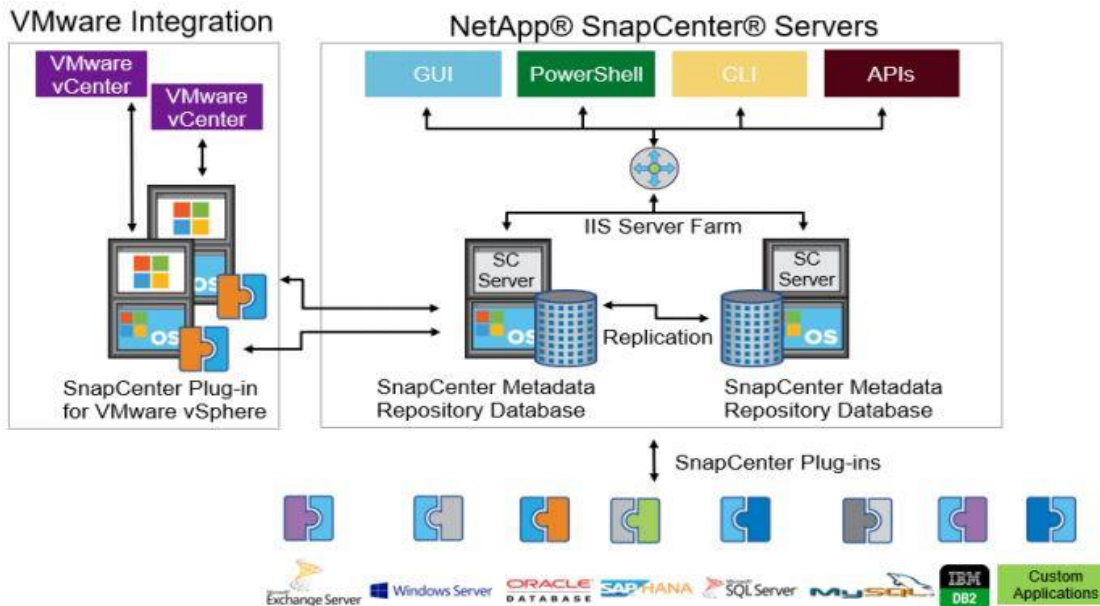 VMware Integration
NetApp® SnapCenter® Servers
VMware
vCenter
VMware
vCenter
GUI
PowerShell
CLI
APIs
IIS Server Farm
SC
Server
SC
Server
OS
OS
OS
OS
Replication
SnapCenter Plug-in
for VMware vSphere
SnapCenter Metadata
Repository Database
SnapCenter Metadata
Repository Database
SnapCenter Plug-ins
Microsoft
Exchange Server
Windows Server
ORACLE
DATABASE
SAP HANA
Microsoft
SQL Server
MySQL
IBM
DB2
Custom
Applications